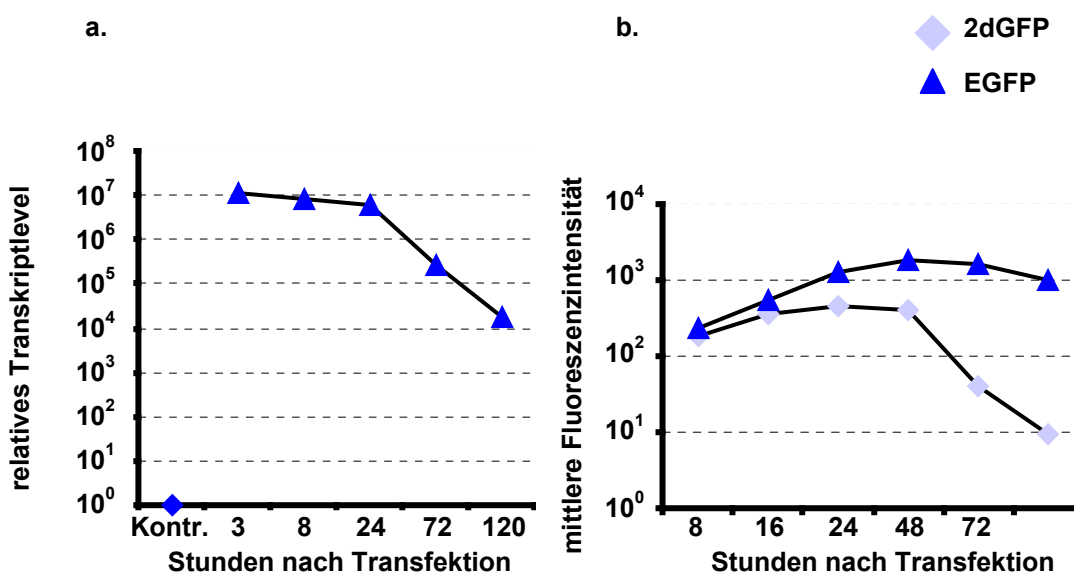 a.
b.
2dGFP
EGFP
relatives Transkriptlevel
10^8
10^7
10^6
10^5
10^4
10^3
10^2
10^1
10^0
Kontr. 3 8 24 72 120
Stunden nach Transfektion
mittlere Fluoreszenzintensität
10^4
10^3
10^2
10^1
10^0
8 16 24 48 72
Stunden nach Transfektion